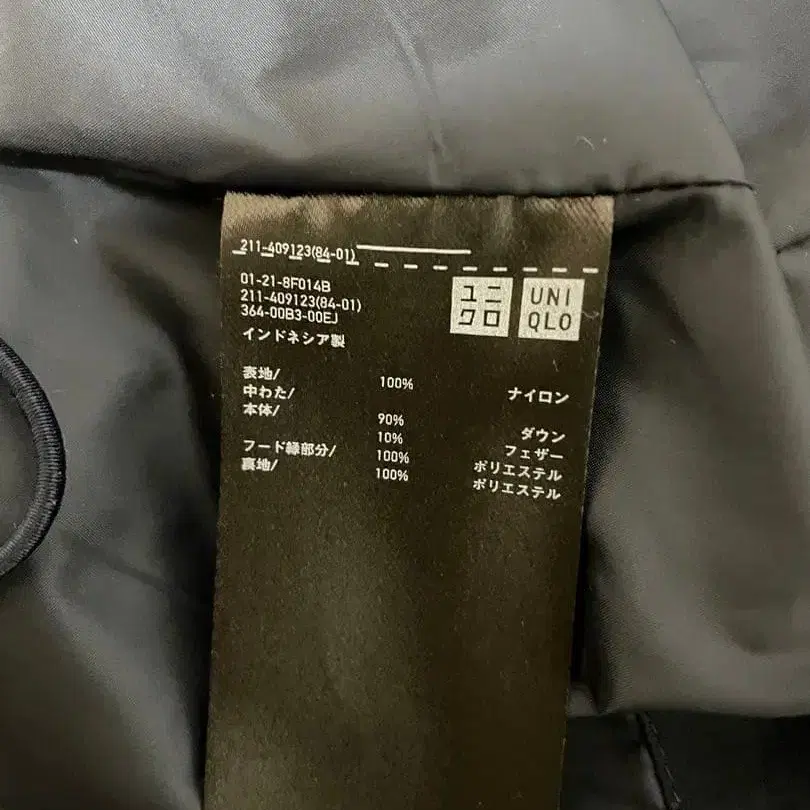 211-409123(84-01)
01-21-8F014B
211-409123(84-01)
364-00B3-00EJ
インドネシア製
ユニ
クロ
UNI
QLO
表地/ 100% ナイロン
中わた/
本体/ 90% ダウン
10% フェザー
フード縁部分/ 100% ポリエステル
裏地/ 100% ポリエステル